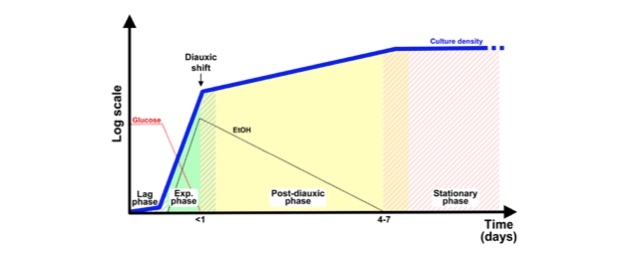 Culture density
Diauxic
shift
Log scale
Glucose
EtOH
Lag
phase
Exp.
phase
Post-diauxic
phase
Stationary
phase
<1
4-7
Time
(days)